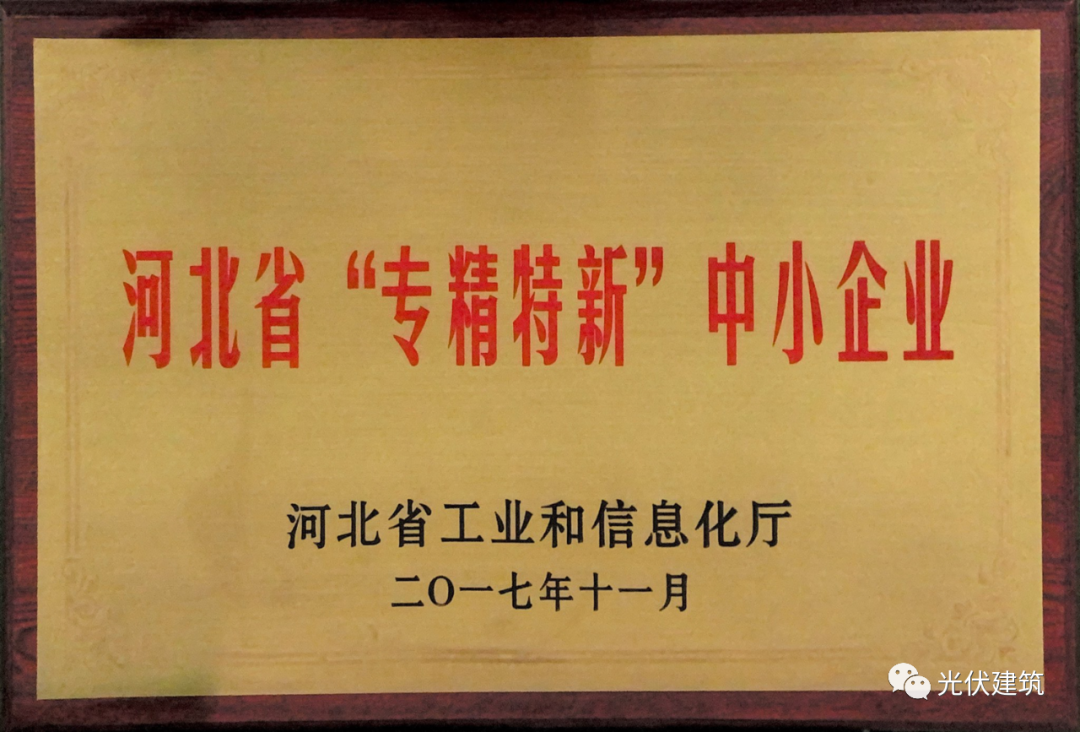 河北省“专精特新”中小企业
河北省工业和信息化厅
二〇一七年十一月
光伏建筑